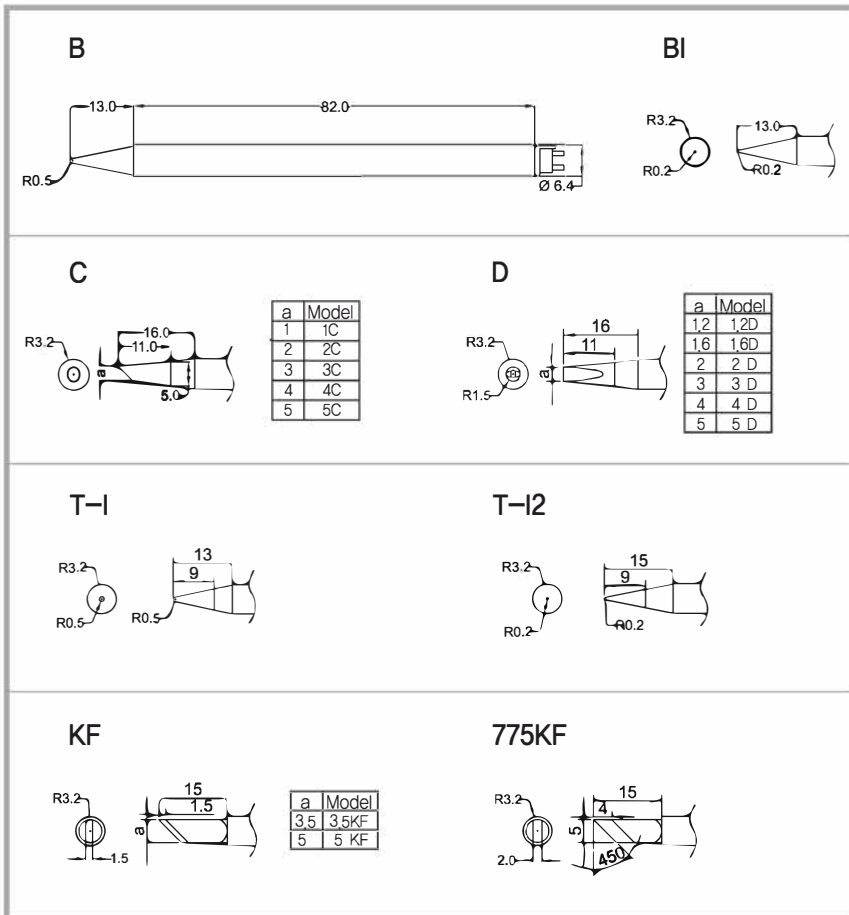 B
13.0
82.0
R0.5
Ø 6.4
BI
R3.2
13.0
R0.2
R0.2
C
R3.2
16.0
11.0
a
5.0
a Model
1 1C
2 2C
3 3C
4 4C
5 5C
D
R3.2
16
11
a
R1.5
a Model
1,2 1,2D
1,6 1,6D
2 2 D
3 3 D
4 4 D
5 5 D
T-I
R3.2
13
9
R0.5
R0.5
T-I2
R3.2
15
9
R0.2
R0.2
KF
R3.2
15
1.5
a
1.5
a Model
3,5 3,5KF
5 5 KF
775KF
R3.2
15
4
5
2.0
450